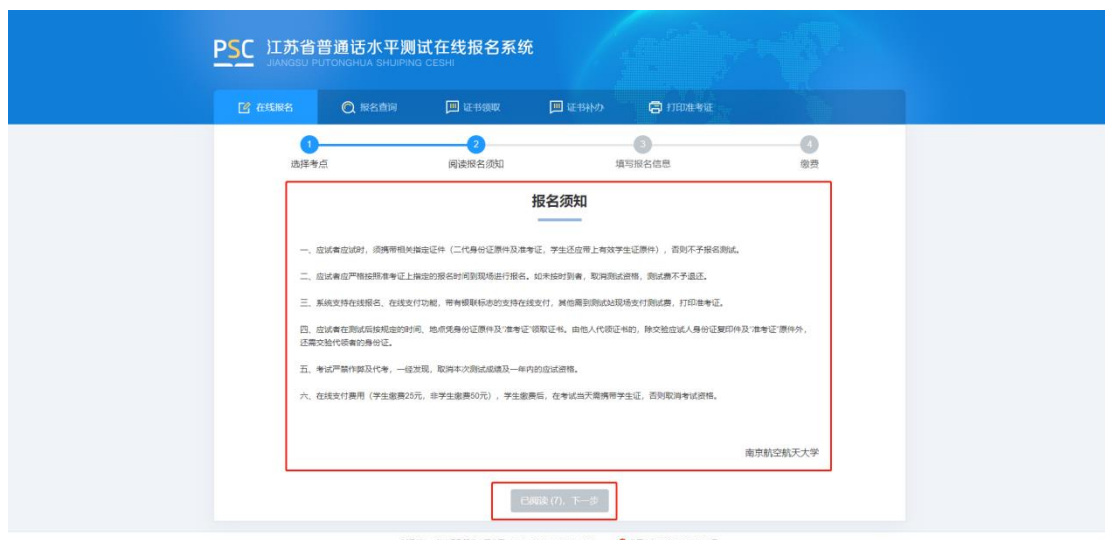 PSC 江苏省普通话水平测试在线报名系统
JIANGSU PUTONGHUA SHUIPING CESHI
在线报名 报名查询 证书领取 证书补办 打印准考证
1 2 3 4
选择考点 阅读报名须知 填写报名信息 缴费
报名须知
一、应试者应试时，须携带相关指定证件（二代身份证原件及准考证，学生还应带上有效学生证原件），否则不予报名测试。
二、应试者应严格按照准考证上指定的报名时间到现场进行报名。如未按时到者，取消测试资格，测试费不予退还。
三、系统支持在线报名、在线支付功能，带有银联标志的支持在线支付，其他需到测试站现场支付测试费，打印准考证。
四、应试者在测试后按规定的时间、地点凭身份证原件及“准考证”领取证书。由他人代领证书的，除交验应试人身份证复印件及“准考证”原件外，
还需交验代领者的身份证。
五、考试严禁作弊及代考，一经发现，取消本次测试成绩及一年内的应试资格。
六、在线支付费用（学生缴费25元，非学生缴费50元），学生缴费后，在考试当天需携带学生证，否则取消考试资格。
南京航空航天大学
已阅读 (7)，下一步